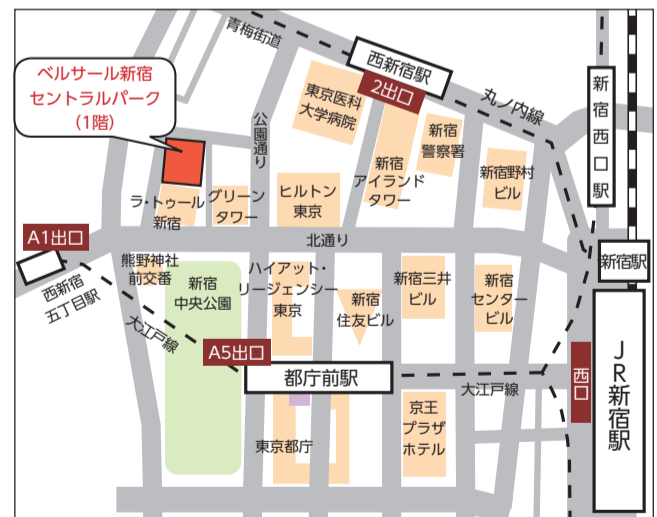 青梅街道
西新宿駅
2出口
丸ノ内線
新宿西口駅
ベルサール新宿
セントラルパーク
(1階)
公園通り
東京医科
大学病院
新宿
警察署
新宿
アイランド
タワー
新宿野村
ビル
ラ・トゥール
新宿
グリーン
タワー
ヒルトン
東京
A1出口
北通り
新宿駅
西新宿
五丁目駅
熊野神社
前交番
新宿
中央公園
ハイアット・
リージェンシー
東京
新宿
住友ビル
新宿三井
ビル
新宿
センター
ビル
大江戸線
A5出口
都庁前駅
大江戸線
西口
JR新宿駅
東京都庁
京王
プラザ
ホテル